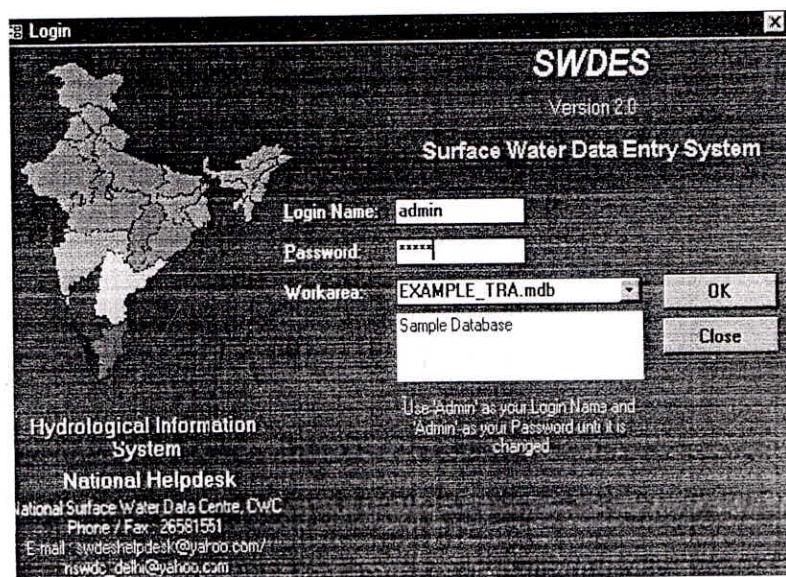 Login
SWDES
Version 2.0
Surface Water Data Entry System
Login Name: admin
Password: *****
Workarea: EXAMPLE_TRA.mdb
OK
Sample Database
Close
Use 'Admin' as your Login Name and
'Admin' as your Password until it is
changed
Hydrological Information
System
National Helpdesk
National Surface Water Data Centre, CWC
Phone / Fax : 26581551
E-mail : swdeshelpdesk@yahoo.com/
nswdc_delhi@yahoo.com